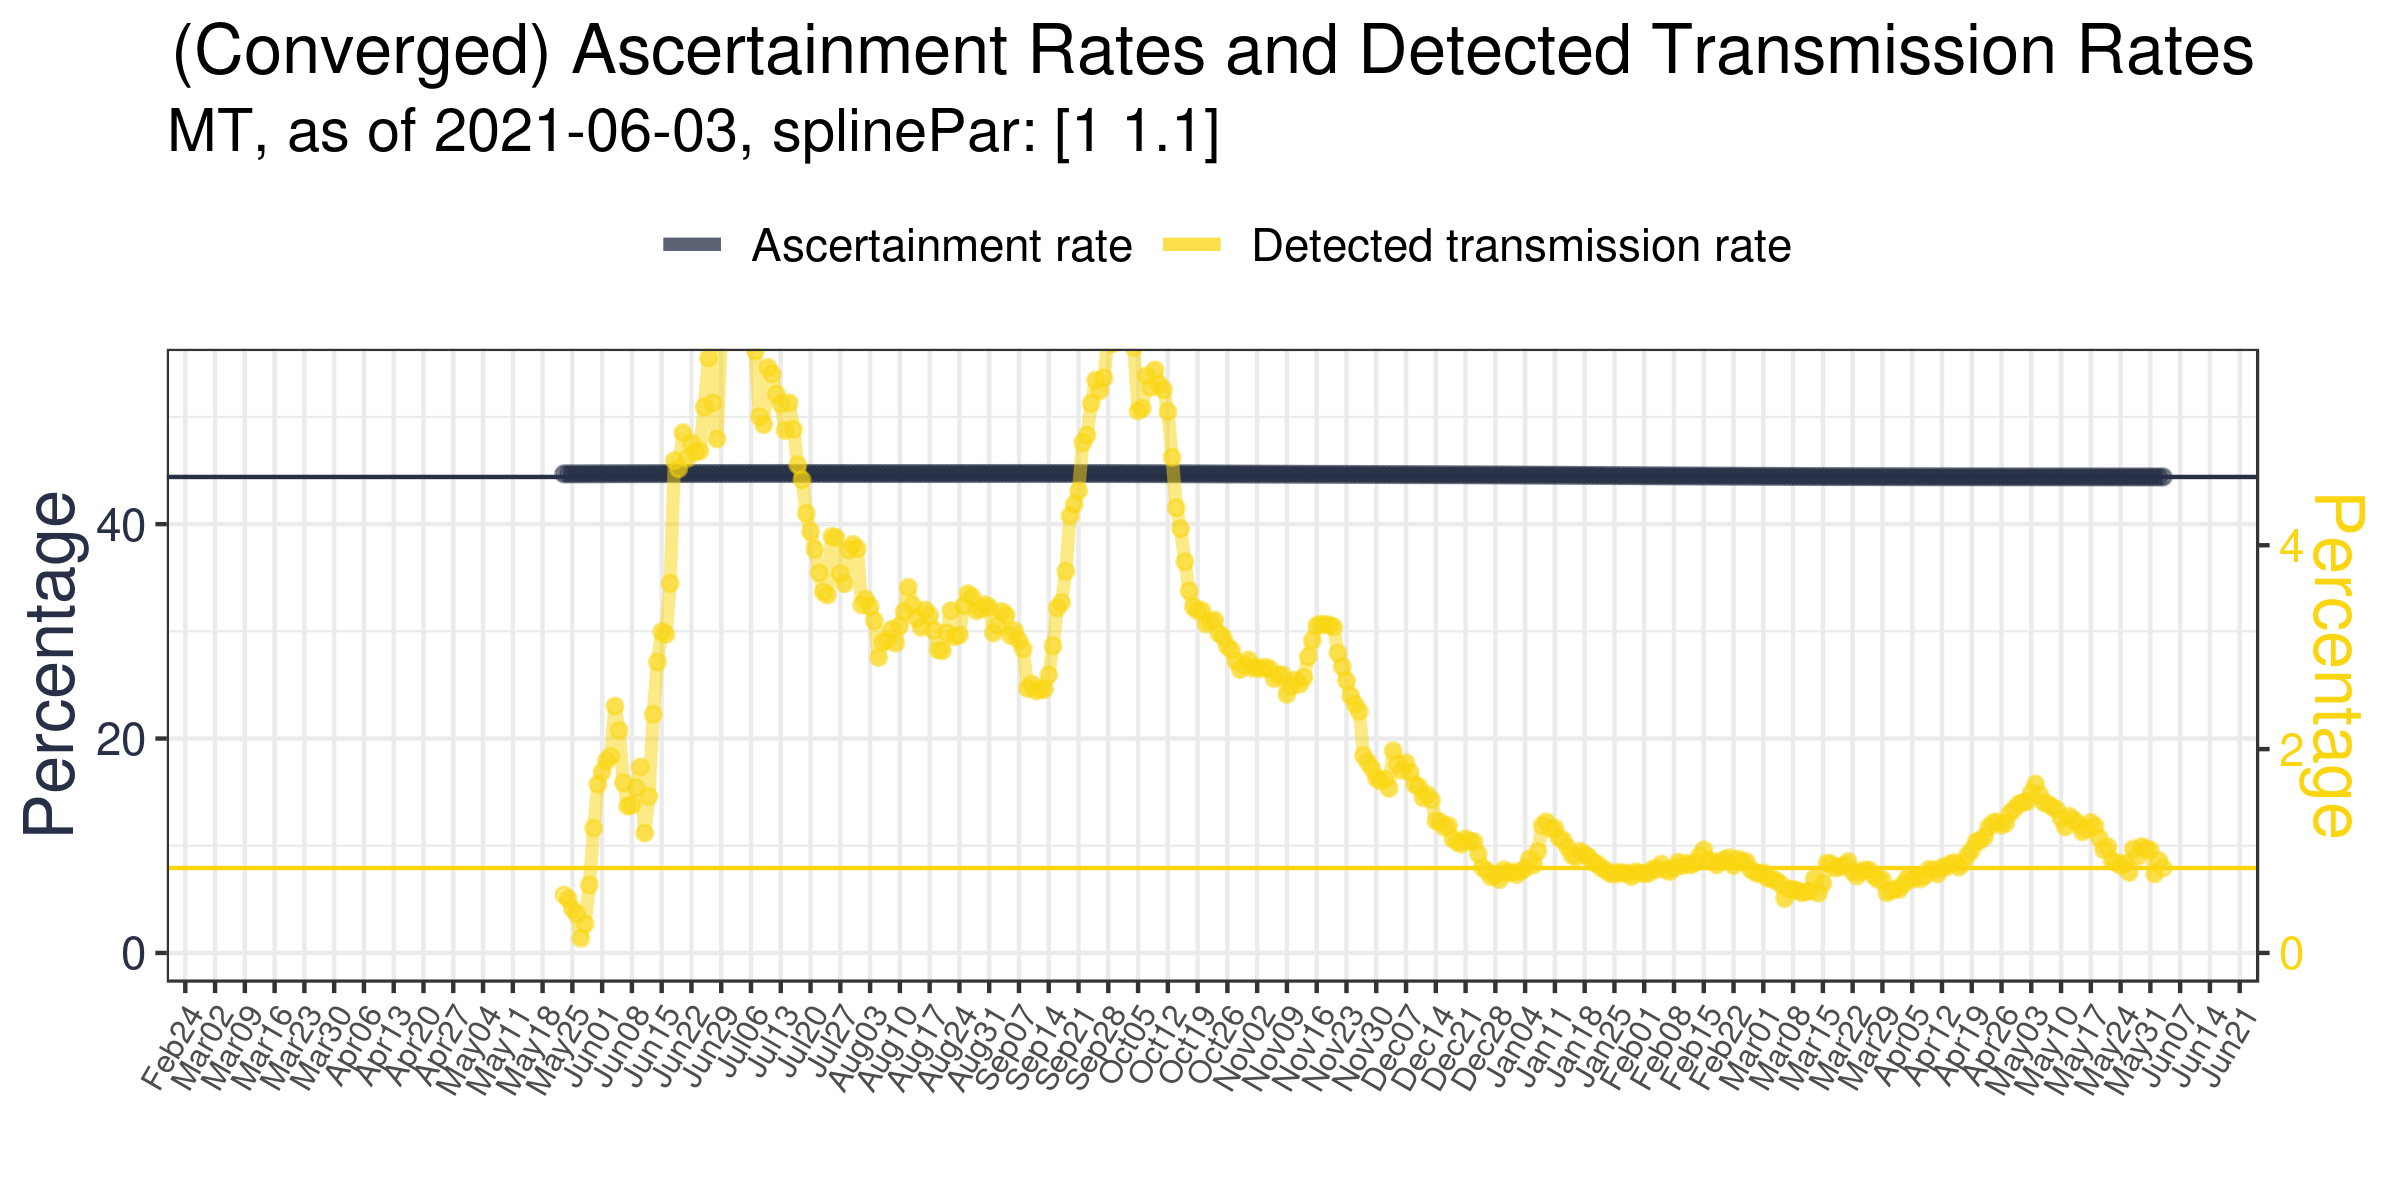 (Converged) Ascertainment Rates and Detected Transmission Rates
MT, as of 2021-06-03, splinePar: [1 1.1]
Ascertainment rate
Detected transmission rate
Percentage
40
20
0
4
2
0
Percentage
Feb24
Mar02
Mar09
Mar16
Mar23
Mar30
Apr06
Apr13
Apr20
Apr27
May04
May11
May18
May25
Jun01
Jun08
Jun15
Jun22
Jun29
Jul06
Jul13
Jul20
Jul27
Aug03
Aug10
Aug17
Aug24
Aug31
Sep07
Sep14
Sep21
Sep28
Oct05
Oct12
Oct19
Oct26
Nov02
Nov09
Nov16
Nov23
Nov30
Dec07
Dec14
Dec21
Dec28
Jan04
Jan11
Jan18
Jan25
Feb01
Feb08
Feb15
Feb22
Mar01
Mar08
Mar15
Mar22
Mar29
Apr05
Apr12
Apr19
Apr26
May03
May10
May17
May24
May31
Jun07
Jun14
Jun21